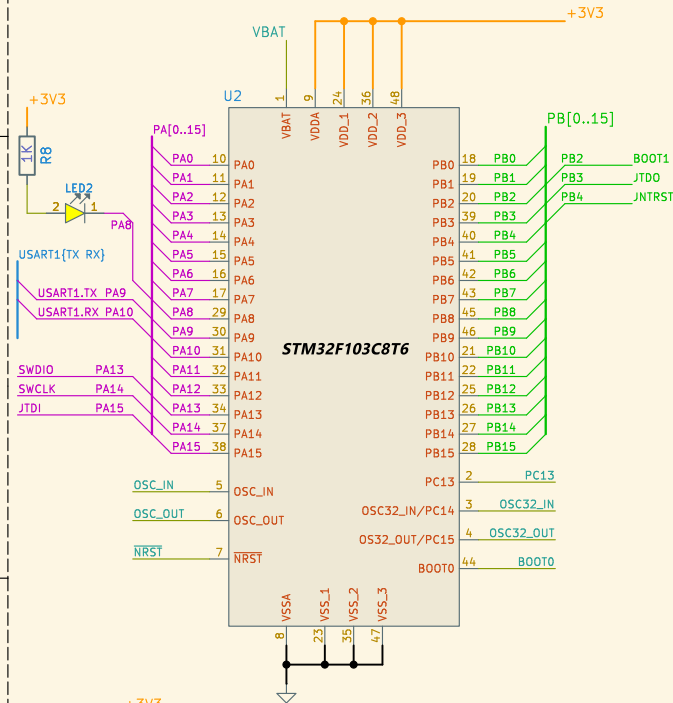 +3V3
VBAT
+3V3
1
9
24
36
48
U2
VBAT
VDDA
VDD_1
VDD_2
VDD_3
PA[0..15]
PB[0..15]
1K
R8
PA0 10 PA0
PB0 18 PB0
PB2 BOOT1
PA1 11 PA1
PB1 19 PB1
PB3 JTDO
PA2 12 PA2
PB2 20 PB2
PB4 JNTRST
LED2
2 1
PA8
PA3 13 PA3
PB3 39 PB3
PA4 14 PA4
PB4 40 PB4
USART1{TX RX}
PA5 15 PA5
PB5 41 PB5
PA6 16 PA6
PB6 42 PB6
USART1.TX PA9
PA7 17 PA7
PB7 43 PB7
USART1.RX PA10
PA8 29 PA8
PB8 45 PB8
PA9 30 PA9
PB9 46 PB9
STM32F103C8T6
PA10 31 PA10
PB10 21 PB10
SWDIO PA13
PA11 32 PA11
PB11 22 PB11
SWCLK PA14
PA12 33 PA12
PB12 25 PB12
JTDI PA15
PA13 34 PA13
PB13 26 PB13
PA14 37 PA14
PB14 27 PB14
PA15 38 PA15
PB15 28 PB15
PC13 2 PC13
OSC_IN 5 OSC_IN
OSC32_IN/PC14 3 OSC32_IN
OSC_OUT 6 OSC_OUT
OS32_OUT/PC15 4 OSC32_OUT
NRST 7 NRST
BOOT0 44 BOOT0
VSSA
VSS_1
VSS_2
VSS_3
8
23
35
47
+3V3